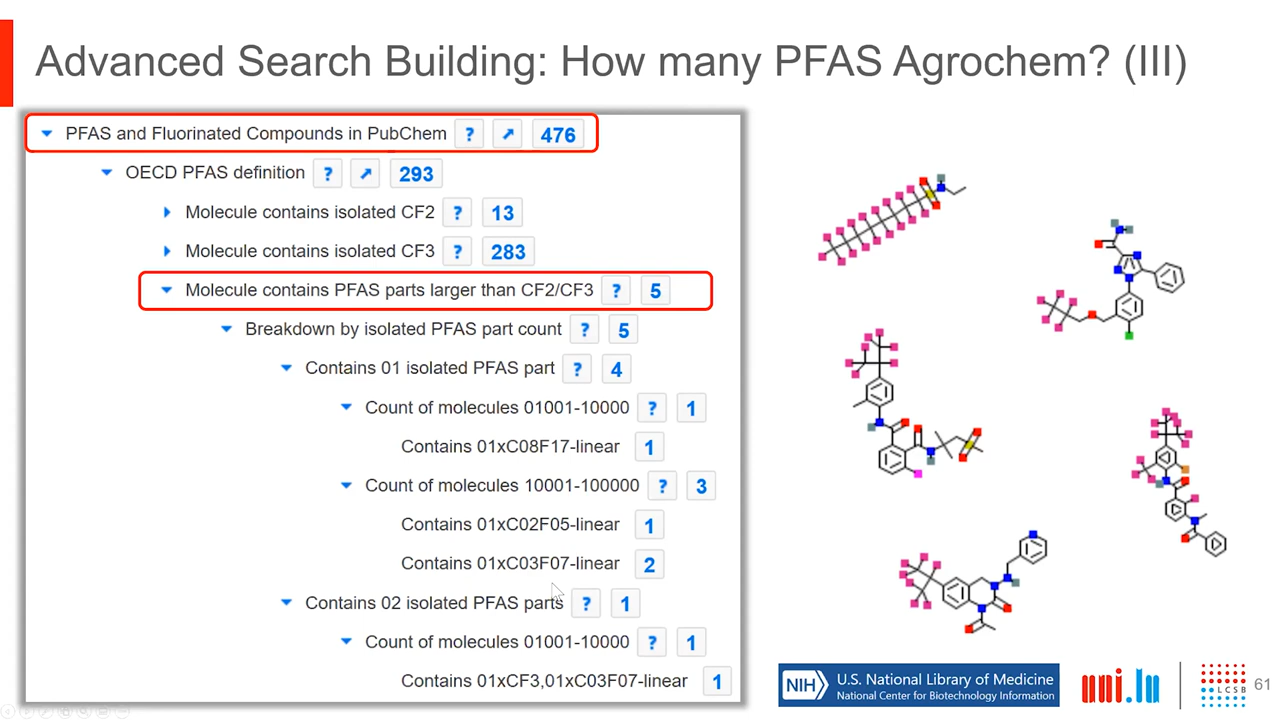 Advanced Search Building: How many PFAS Agrochem? (III)
PFAS and Fluorinated Compounds in PubChem ? ↗ 476
OECD PFAS definition ? ↗ 293
Molecule contains isolated CF2 ? 13
Molecule contains isolated CF3 ? 283
Molecule contains PFAS parts larger than CF2/CF3 ? 5
Breakdown by isolated PFAS part count ? 5
Contains 01 isolated PFAS part ? 4
Count of molecules 01001-10000 ? 1
Contains 01xC08F17-linear 1
Count of molecules 10001-100000 ? 3
Contains 01xC02F05-linear 1
Contains 01xC03F07-linear 2
Contains 02 isolated PFAS parts ? 1
Count of molecules 01001-10000 ? 1
Contains 01xCF3,01xC03F07-linear 1
NIH U.S. National Library of Medicine
National Center for Biotechnology Information
uni.lu
LCSB
61